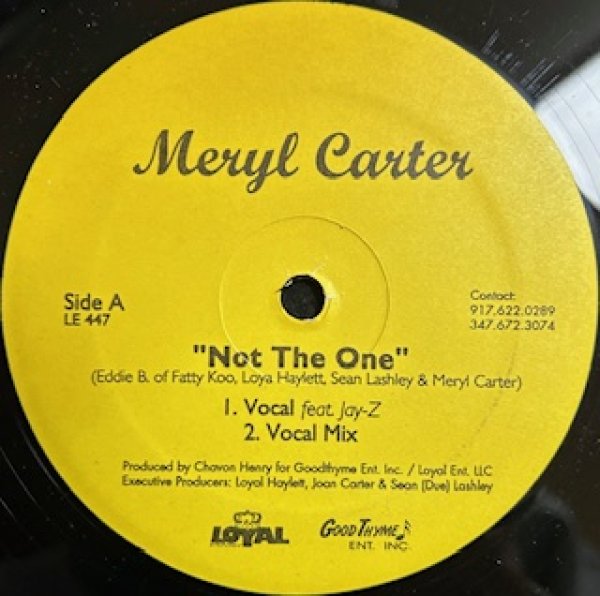 Meryl Carter
Side A
LE 447
Contact:
917.622.0289
347.672.3074
"Not The One"
(Eddie B. of Fatty Koo, Loya Haylett, Sean Lashley & Meryl Carter)
1. Vocal feat. Jay-Z
2. Vocal Mix
Produced by Chavon Henry for Goodthyme Ent. Inc. / Loyal Ent. LLC
Executive Producers: Loyal Haylett, Joan Carter & Sean (Due) Lashley
LOYAL
GOOD THYME
ENT. INC.